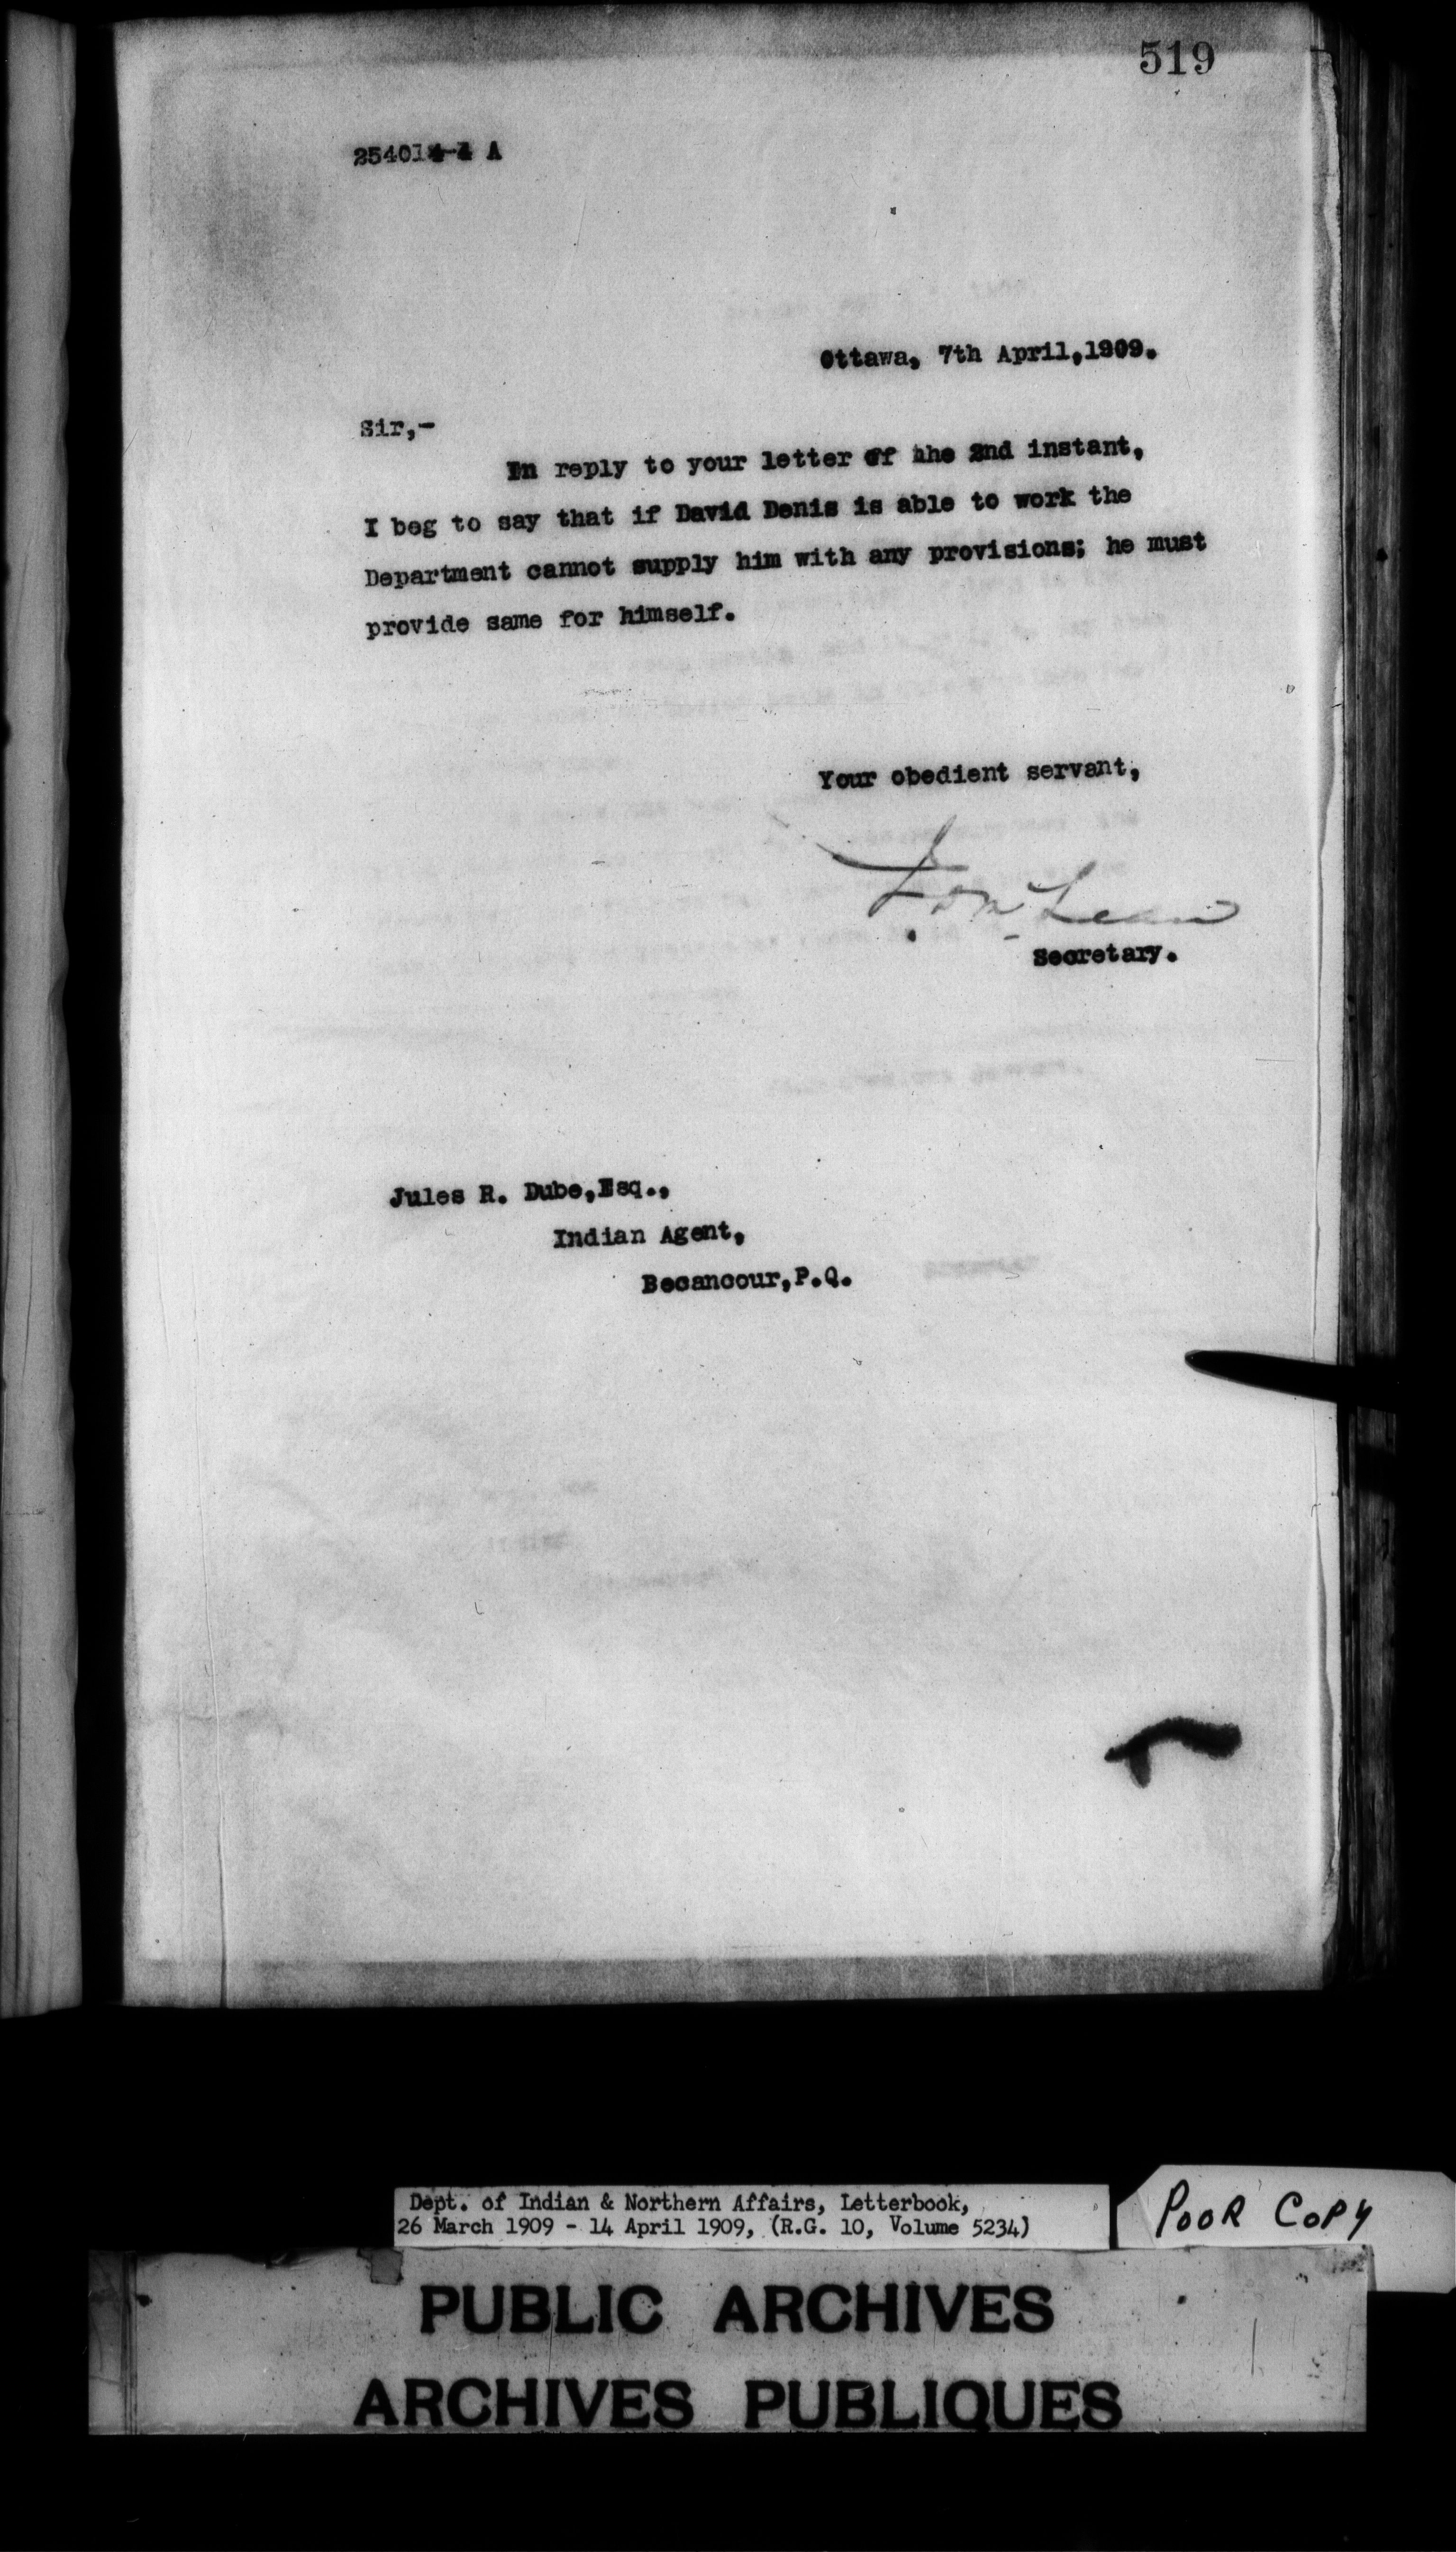 519
Ottawa, 7th April,1909.
Sir,-
In reply to your letter of the 2nd instant,
I beg to say that if David Denis is able to work the
Department cannot supply him with any provisions; he must
provide same for himself.
Your obedient servant,
Secretary.
Jules R. Dube,Esq.,
Indian Agent,
Becancour,P.Q.
Dept. of Indian & Northern Affairs, Letterbook,
26 March 1909 - 14 April 1909, (R.G. 10, Volume 5234)
POOR COPY
PUBLIC ARCHIVES
ARCHIVES PUBLIQUES